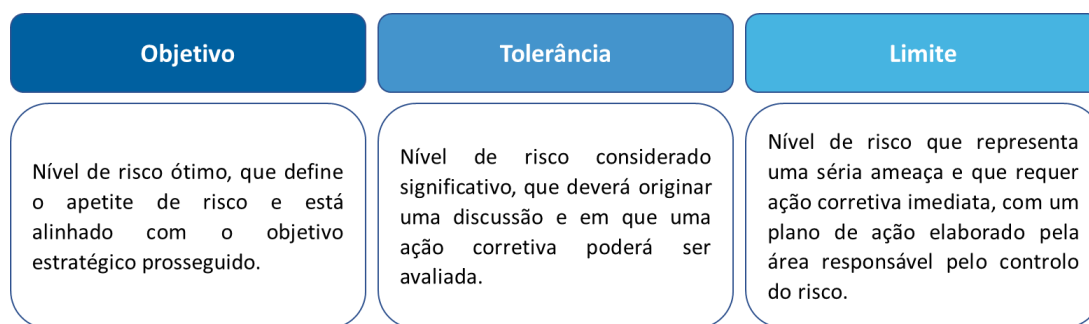 Objetivo
Nível de risco ótimo, que define
o apetite de risco e está
alinhado com o objetivo
estratégico prosseguido.
Tolerância
Nível de risco considerado
significativo, que deverá originar
uma discussão e em que uma
ação corretiva poderá ser
avaliada.
Limite
Nível de risco que representa
uma séria ameaça e que requer
ação corretiva imediata, com um
plano de ação elaborado pela
área responsável pelo controlo
do risco.